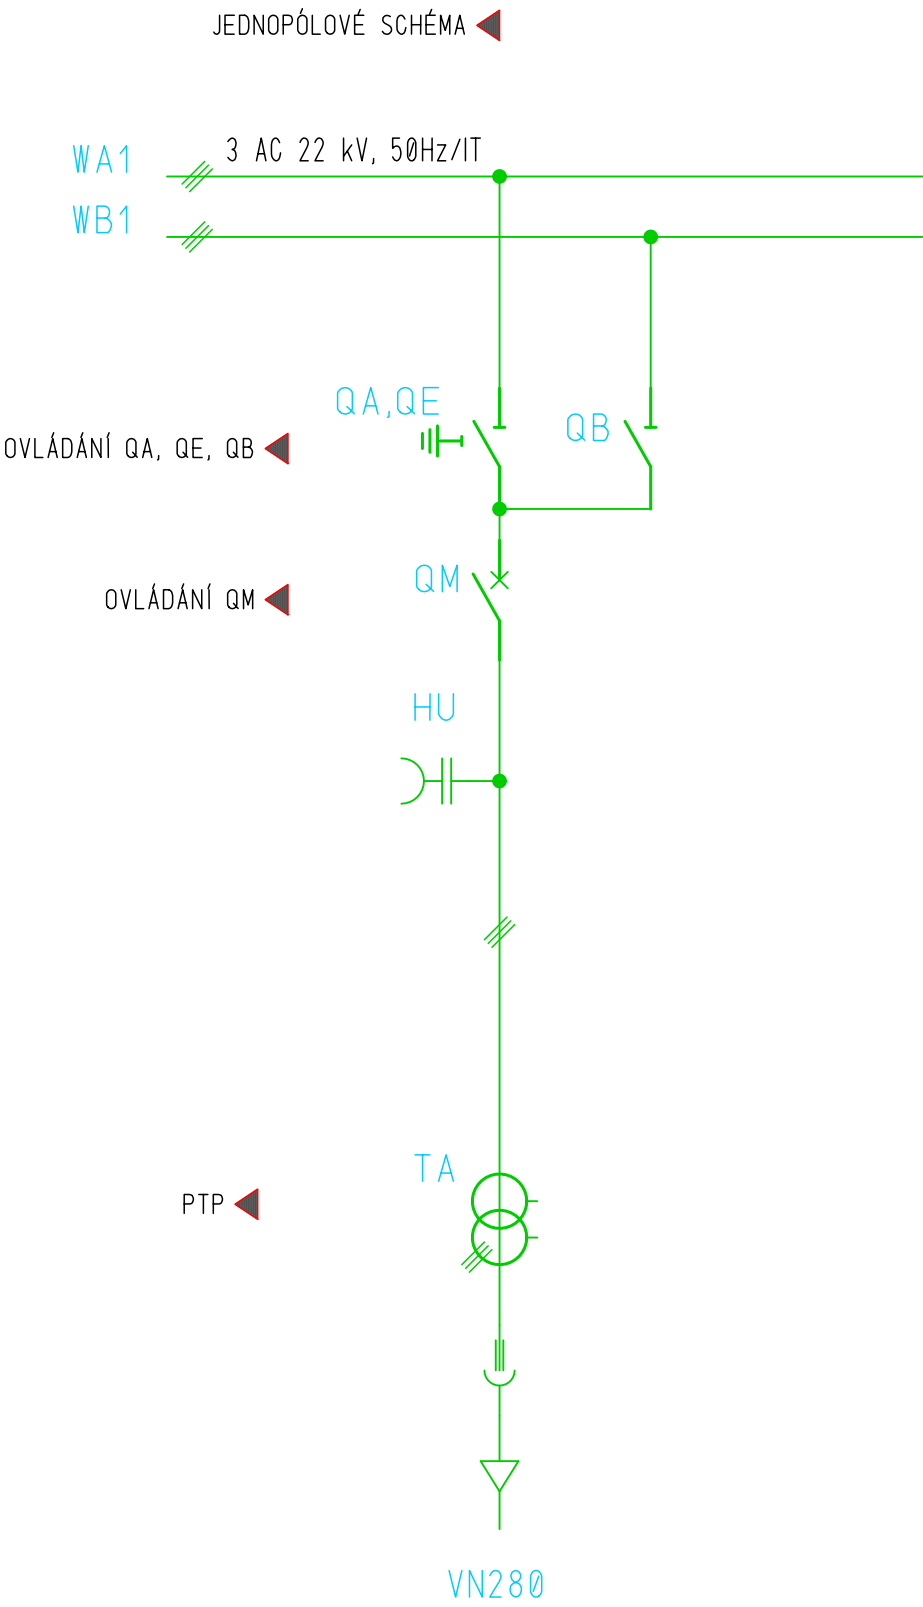 JEDNOPÓLOVÉ SCHÉMA
3 AC 22 kV, 50Hz/IT
WA1
WB1
QA,QE
QB
OVLÁDÁNÍ QA, QE, QB
QM
OVLÁDÁNÍ QM
HU
TA
PTP
VN280